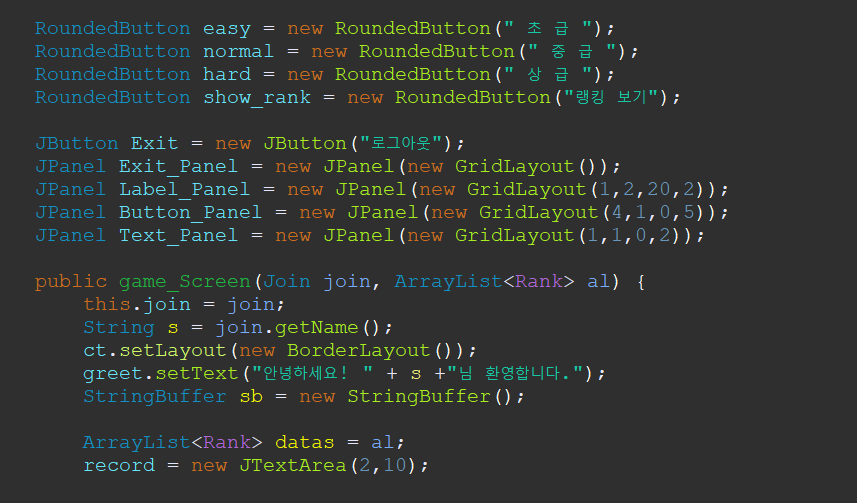 RoundedButton easy = new RoundedButton(" 초 급 ");
RoundedButton normal = new RoundedButton(" 중 급 ");
RoundedButton hard = new RoundedButton(" 상 급 ");
RoundedButton show_rank = new RoundedButton("랭킹 보기");
JButton Exit = new JButton("로그아웃");
JPanel Exit_Panel = new JPanel(new GridLayout());
JPanel Label_Panel = new JPanel(new GridLayout(1,2,20,2));
JPanel Button_Panel = new JPanel(new GridLayout(4,1,0,5));
JPanel Text_Panel = new JPanel(new GridLayout(1,1,0,2));
public game_Screen(Join join, ArrayList<Rank> al) {
this.join = join;
String s = join.getName();
ct.setLayout(new BorderLayout());
greet.setText("안녕하세요! " + s +"님 환영합니다.");
StringBuffer sb = new StringBuffer();
ArrayList<Rank> datas = al;
record = new JTextArea(2,10);